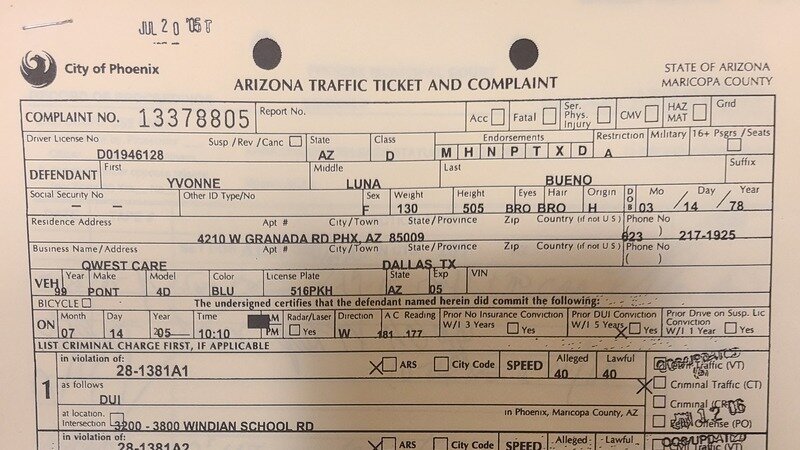 JUL 20 '05
City of Phoenix
ARIZONA TRAFFIC TICKET AND COMPLAINT
STATE OF ARIZONA
MARICOPA COUNTY
COMPLAINT NO. 13378805 Report No. Acc Fatal Ser. Phys. Injury CMV HAZ MAT Grid
Driver License No Susp / Rev / Canc State Class Endorsements Restriction Military 16+ Psgrs / Seats
D01946128 AZ D M H N P T X D A
DEFENDANT First Middle Last Suffix
YVONNE LUNA BUENO
Social Security No Other ID Type/No Sex Weight Height Eyes Hair Origin DOB Mo Day Year
– – F 130 505 BRO BRO H 03 / 14 / 78
Residence Address Apt # City / Town State / Province Zip Country (if not U S ) Phone No
4210 W GRANADA RD PHX, AZ 85009 623 ) 217-1925
Business Name / Address Apt # City / Town State / Province Zip Country (if not U S ) Phone No
QWEST CARE DALLAS, TX ( )
VEH Year Make Model Color License Plate State Exp VIN
99 PONT 4D BLU 516PKH AZ 05
BICYCLE The undersigned certifies that the defendant named herein did commit the following:
ON Month Day Year Time AM PM Radar/Laser Direction A C Reading Prior No Insurance Conviction W/I 3 Years Prior DUI Conviction W/I 5 Years Prior Drive on Susp. Lic Conviction
07 14 '05 10:10 Yes W .181 .177 Yes X Yes W/I Yes
LIST CRIMINAL CHARGE FIRST, IF APPLICABLE
1 in violation of: X ARS City Code SPEED Alleged Lawful Traffic (VT)
28-1381A1 40 40
as follows X Criminal Traffic (CT)
DUI Criminal (CR)
at location. in Phoenix, Maricopa County, AZ Offense (PO)
Intersection 3200 - 3800 W INDIAN SCHOOL RD 12 '05
in violation of: X ARS City Code SPEED Alleged Lawful
28-1381A2